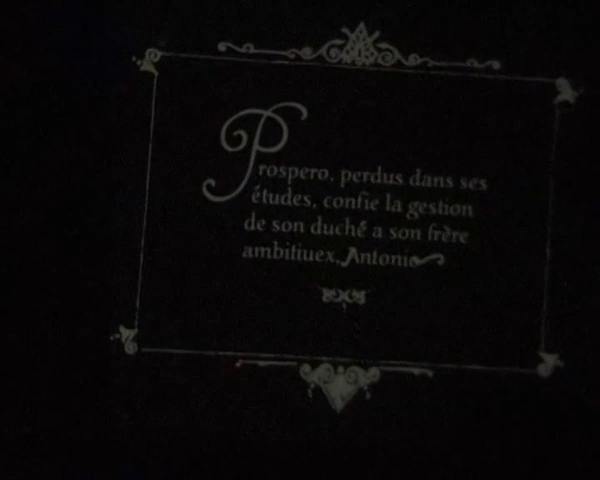 Prospero, perdus dans ses
études, confie la gestion
de son duché a son frère
ambitiuex, Antonio